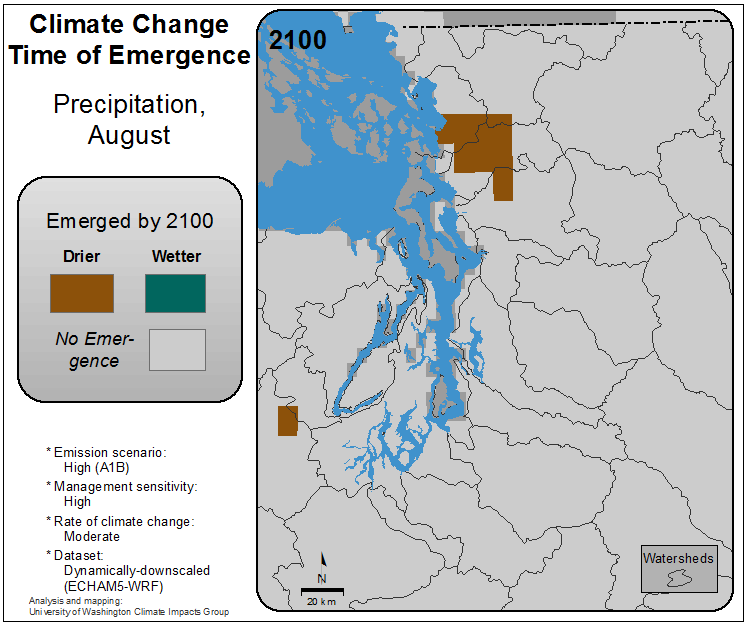 Climate Change
Time of Emergence
Precipitation,
August
Emerged by 2100
Drier
Wetter
No Emer-
gence
* Emission scenario:
High (A1B)
* Management sensitivity:
High
* Rate of climate change:
Moderate
* Dataset:
Dynamically-downscaled
(ECHAM5-WRF)
Analysis and mapping:
University of Washington Climate Impacts Group
2100
N
20 km
Watersheds